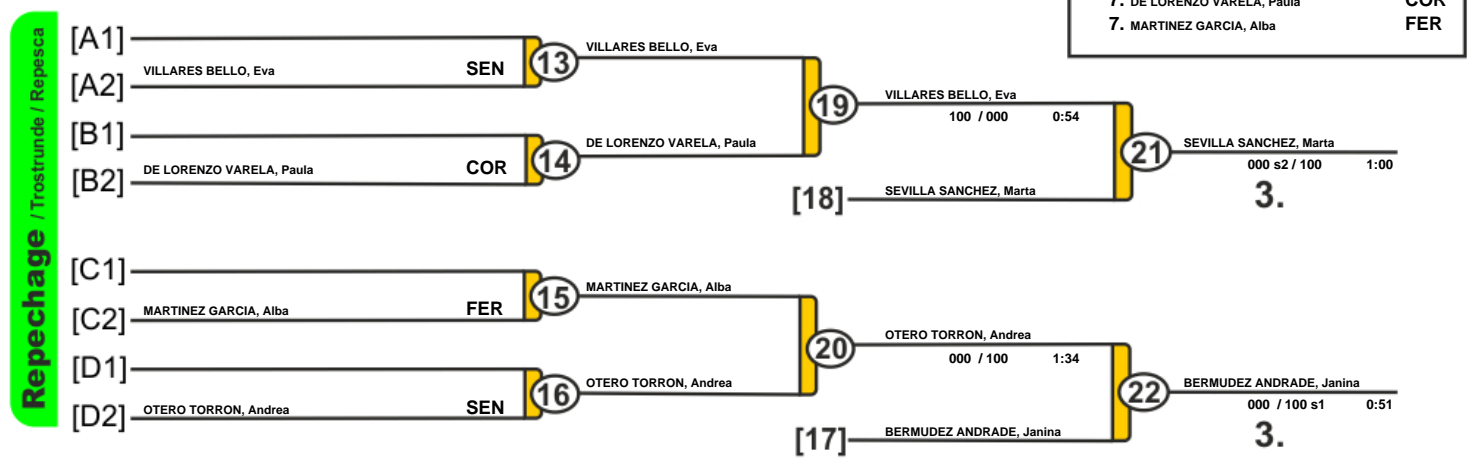 7. DE LORENZO VARELA, Paula COR
7. MARTINEZ GARCIA, Alba FER
Repechage / Trostrunde / Repesca
[A1]
VILLARES BELLO, Eva SEN
[A2]
13
VILLARES BELLO, Eva
[B1]
DE LORENZO VARELA, Paula COR
[B2]
14
DE LORENZO VARELA, Paula
19
VILLARES BELLO, Eva
100 / 000 0:54
[18]
SEVILLA SANCHEZ, Marta
21
SEVILLA SANCHEZ, Marta
000 s2 / 100 1:00
3.
[C1]
MARTINEZ GARCIA, Alba FER
[C2]
15
MARTINEZ GARCIA, Alba
[D1]
OTERO TORRON, Andrea SEN
[D2]
16
OTERO TORRON, Andrea
20
OTERO TORRON, Andrea
000 / 100 1:34
[17]
BERMUDEZ ANDRADE, Janina
22
BERMUDEZ ANDRADE, Janina
000 / 100 s1 0:51
3.